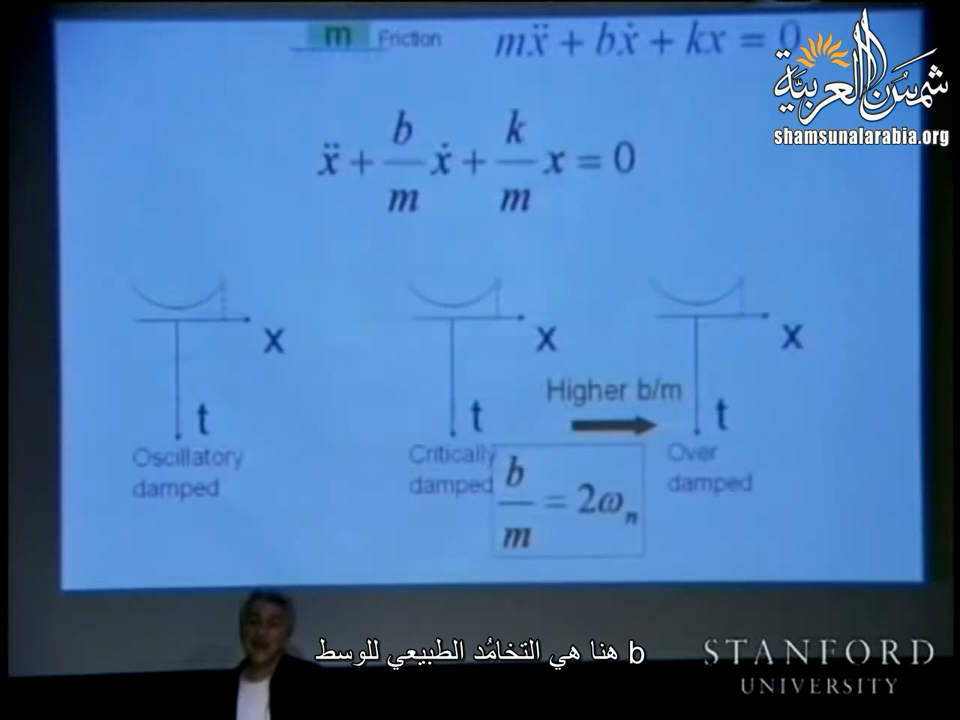 m Friction
mẍ + bẋ + kx = 0
شمس العربية
shamsunalarabia.org
ẍ + b/m ẋ + k/m x = 0
x
x
x
Higher b/m
t
t
t
Oscillatory
damped
Critically
damped
Over
damped
b/m = 2ωn
b هنا هي التخامُد الطبيعي للوسط
STANFORD
UNIVERSITY